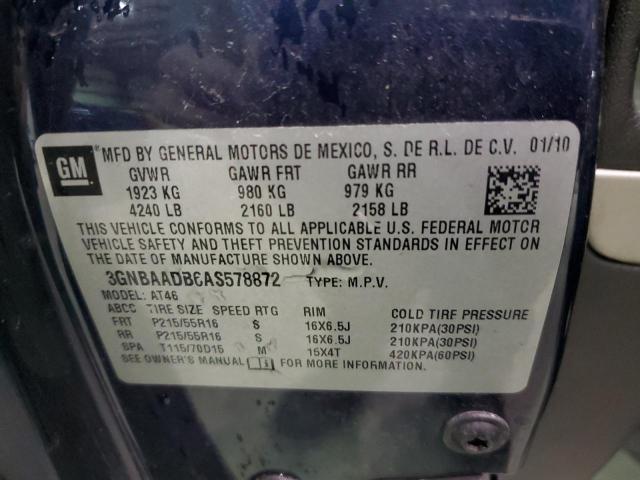 GM ® MFD BY GENERAL MOTORS DE MEXICO, S. DE R.L. DE C.V. 01/10
GVWR GAWR FRT GAWR RR
1923 KG 980 KG 979 KG
4240 LB 2160 LB 2158 LB
THIS VEHICLE CONFORMS TO ALL APPLICABLE U.S. FEDERAL MOTOR
VEHICLE SAFETY AND THEFT PREVENTION STANDARDS IN EFFECT ON
THE DATE OF MANUFACTURE SHOWN ABOVE.
3GNBAADB6AS578872 TYPE: M.P.V.
MODEL: AT46
ABCC TIRE SIZE SPEED RTG RIM COLD TIRE PRESSURE
FRT P215/55R16 S 16X6.5J 210KPA(30PSI)
RR P215/55R16 S 16X6.5J 210KPA(30PSI)
SPA T115/70D15 M 15X4T 420KPA(60PSI)
SEE OWNER'S MANUAL FOR MORE INFORMATION.